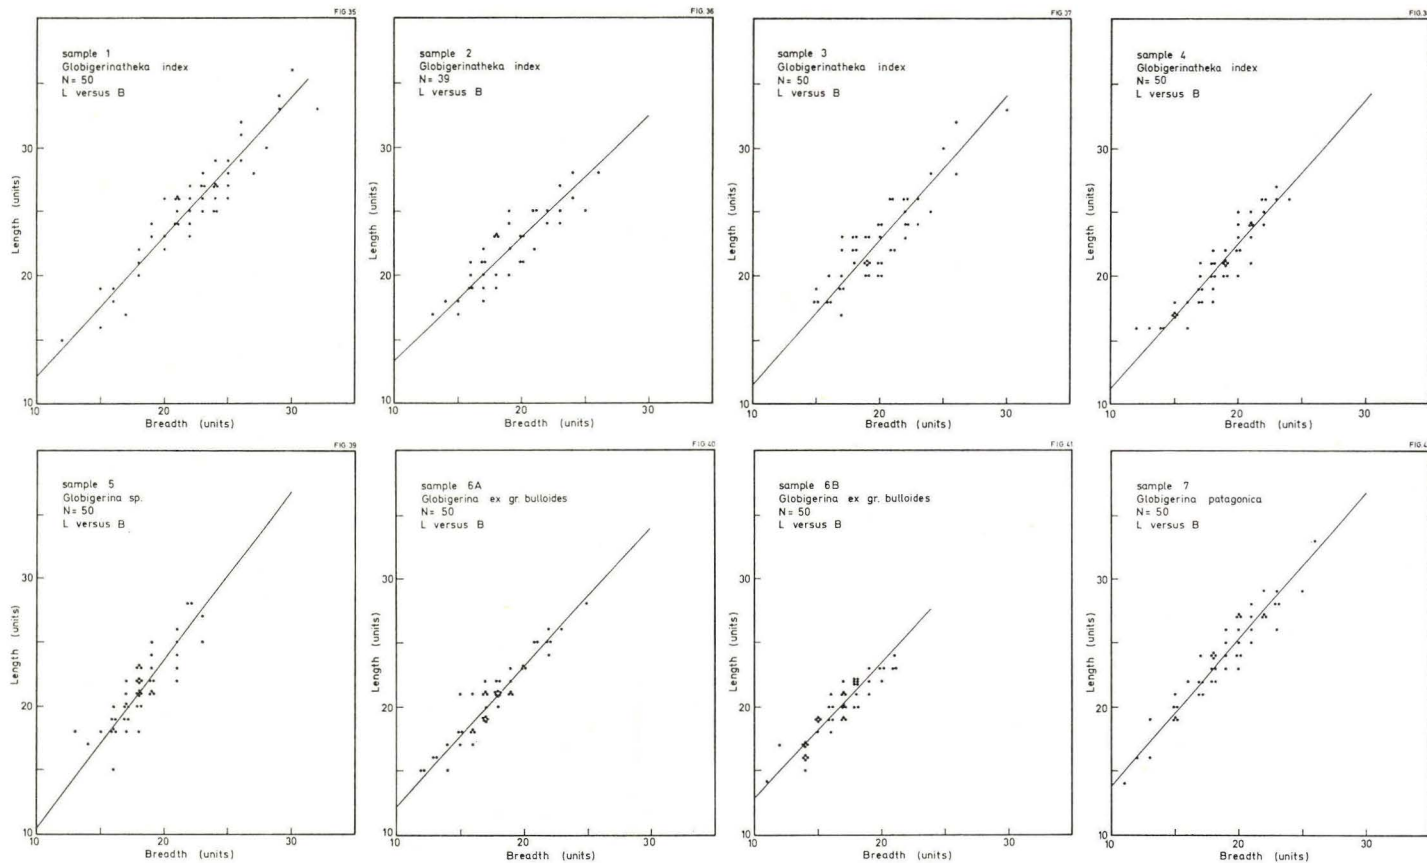 FIG.35
sample 1
Globigerinatheka index
N= 50
L versus B
30
20
10
Length (units)
10 20 30
Breadth (units)
FIG.36
sample 2
Globigerinatheka index
N= 39
L versus B
30
20
10
Length (units)
10 20 30
Breadth (units)
FIG.37
sample 3
Globigerinatheka index
N= 50
L versus B
30
20
10
Length (units)
10 20 30
Breadth (units)
sample 4
Globigerinatheka index
N= 50
L versus B
30
20
10
Length (units)
10 20 30
Breadth (units)
FIG.39
sample 5
Globigerina sp.
N= 50
L versus B
30
20
10
Length (units)
10 20 30
Breadth (units)
FIG.40
sample 6A
Globigerina ex gr. bulloides
N= 50
L versus B
30
20
10
Length (units)
10 20 30
Breadth (units)
FIG.41
sample 6B
Globigerina ex gr. bulloides
N= 50
L versus B
30
20
10
Length (units)
10 20 30
Breadth (units)
sample 7
Globigerina patagonica
N= 50
L versus B
30
20
10
Length (units)
10 20 30
Breadth (units)